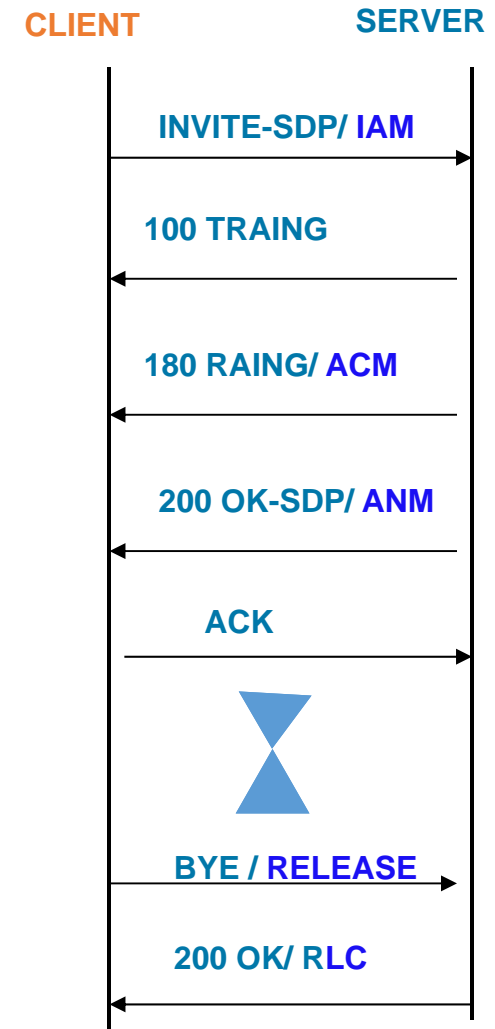 CLIENT SERVER
INVITE-SDP/ IAM
100 TRAING
180 RAING/ ACM
200 OK-SDP/ ANM
ACK
BYE / RELEASE
200 OK/ RLC